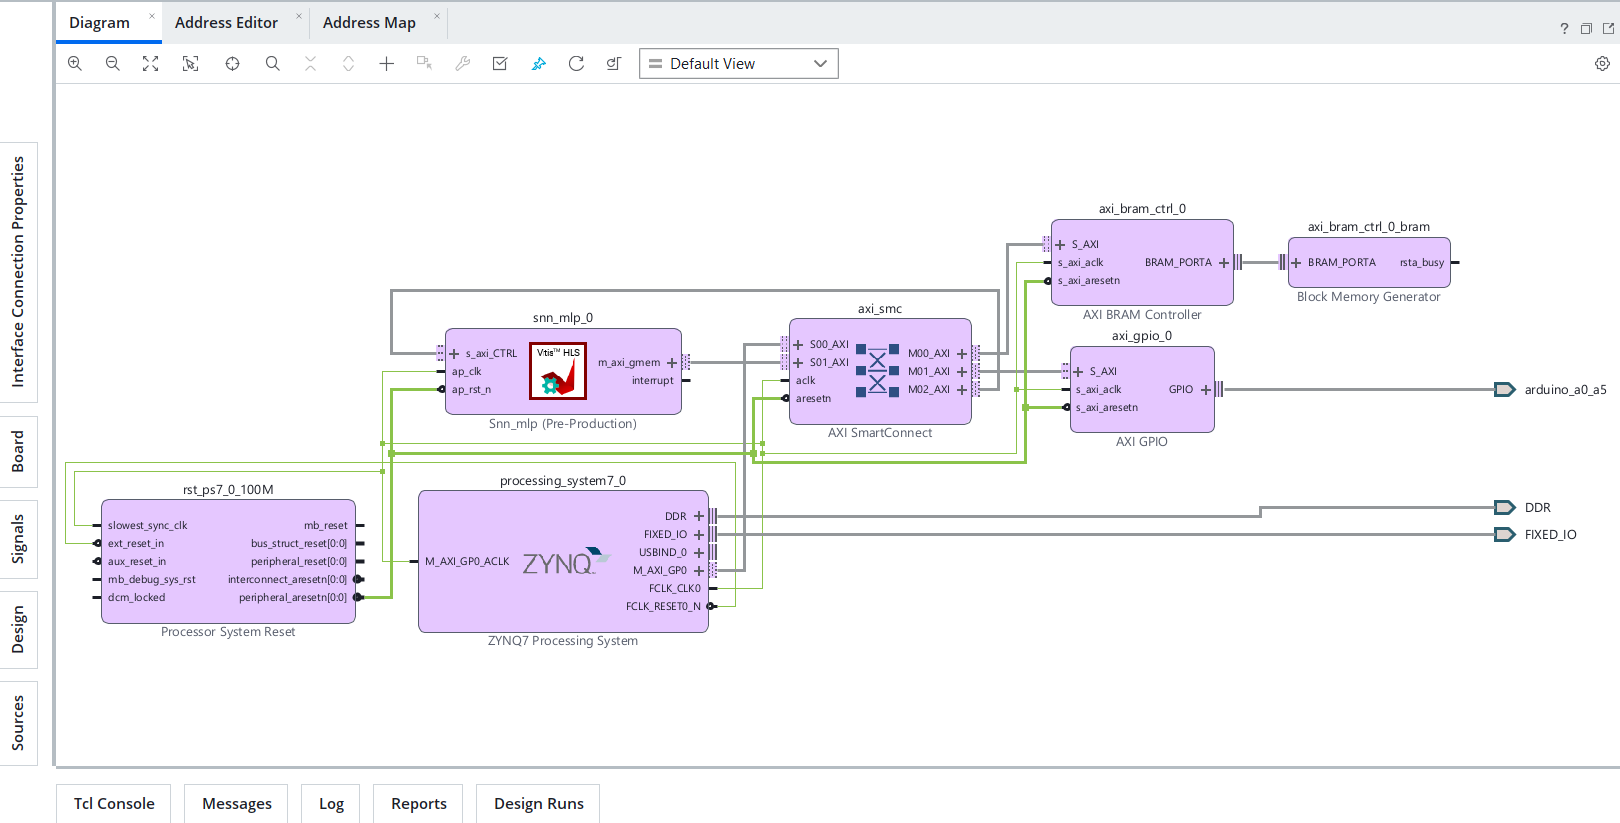 Diagram
Address Editor
Address Map
?
Default View
Interface Connection Properties
Board
Signals
Design
Sources
axi_bram_ctrl_0
S_AXI
s_axi_aclk
s_axi_aresetn
BRAM_PORTA
AXI BRAM Controller
axi_bram_ctrl_0_bram
BRAM_PORTA
rsta_busy
Block Memory Generator
snn_mlp_0
s_axi_CTRL
ap_clk
ap_rst_n
Vitis™ HLS
m_axi_gmem
interrupt
Snn_mlp (Pre-Production)
axi_smc
S00_AXI
S01_AXI
aclk
aresetn
M00_AXI
M01_AXI
M02_AXI
AXI SmartConnect
axi_gpio_0
S_AXI
s_axi_aclk
s_axi_aresetn
GPIO
AXI GPIO
arduino_a0_a5
rst_ps7_0_100M
slowest_sync_clk
ext_reset_in
aux_reset_in
mb_debug_sys_rst
dcm_locked
mb_reset
bus_struct_reset[0:0]
peripheral_reset[0:0]
interconnect_aresetn[0:0]
peripheral_aresetn[0:0]
Processor System Reset
processing_system7_0
M_AXI_GP0_ACLK
ZYNQ
DDR
FIXED_IO
USBIND_0
M_AXI_GP0
FCLK_CLK0
FCLK_RESET0_N
ZYNQ7 Processing System
DDR
FIXED_IO
Tcl Console
Messages
Log
Reports
Design Runs